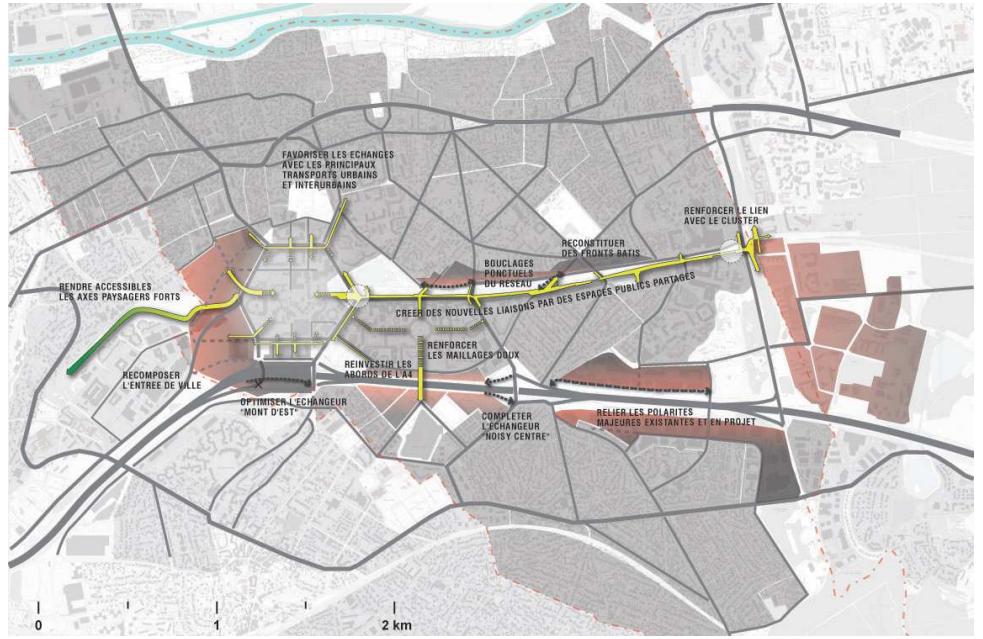 FAVORISER LES ECHANGES
AVEC LES PRINCIPAUX
TRANSPORTS URBAINS
ET INTERURBAINS
RENFORCER LE LIEN
AVEC LE CLUSTER
RECONSTITUER
DES FRONTS BATIS
BOUCLAGES
PONCTUELS
DU RESEAU
RENDRE ACCESSIBLES
LES AXES PAYSAGERS FORTS
CREER DES NOUVELLES LIAISONS PAR DES ESPACES PUBLICS PARTAGES
RENFORCER
LES MAILLAGES DOUX
REINVESTIR LES
ABORDS DE L'A4
RECOMPOSER
L'ENTREE DE VILLE
OPTIMISER L'ECHANGEUR
"MONT D'EST"
COMPLETER
L'ECHANGEUR
"NOISY CENTRE"
RELIER LES POLARITES
MAJEURES EXISTANTES ET EN PROJET
0 1 2 km